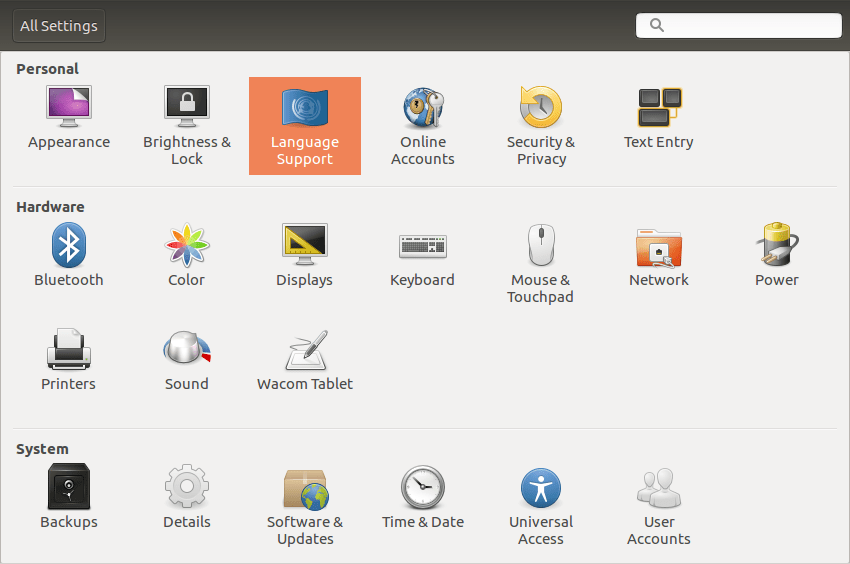 All Settings
Personal
Appearance
Brightness &
Lock
Language
Support
Online
Accounts
Security &
Privacy
Text Entry
Hardware
Bluetooth
Color
Displays
Keyboard
Mouse &
Touchpad
Network
Power
Printers
Sound
Wacom Tablet
System
Backups
Details
Software &
Updates
Time & Date
Universal
Access
User
Accounts